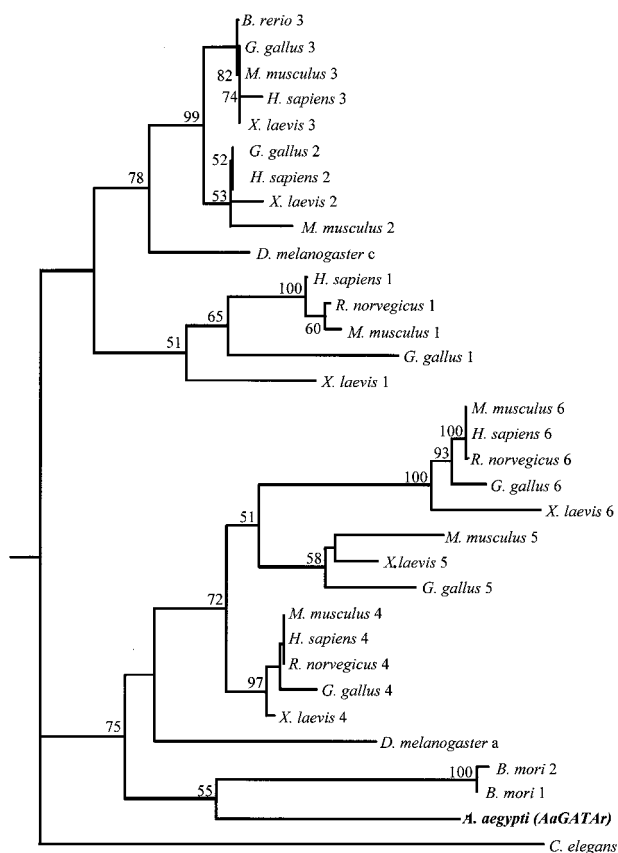 B. rerio 3
G. gallus 3
82
M. musculus 3
74
H. sapiens 3
99
X. laevis 3
G. gallus 2
52
H. sapiens 2
78
53
X. laevis 2
M. musculus 2
D. melanogaster c
H. sapiens 1
100
R. norvegicus 1
65
60
M. musculus 1
51
G. gallus 1
X. laevis 1
M. musculus 6
100
H. sapiens 6
93
R. norvegicus 6
100
G. gallus 6
X. laevis 6
51
M. musculus 5
58
X.laevis 5
G. gallus 5
72
M. musculus 4
H. sapiens 4
R. norvegicus 4
97
G. gallus 4
X. laevis 4
75
D. melanogaster a
100
B. mori 2
55
B. mori 1
A. aegypti (AaGATAr)
C. elegans